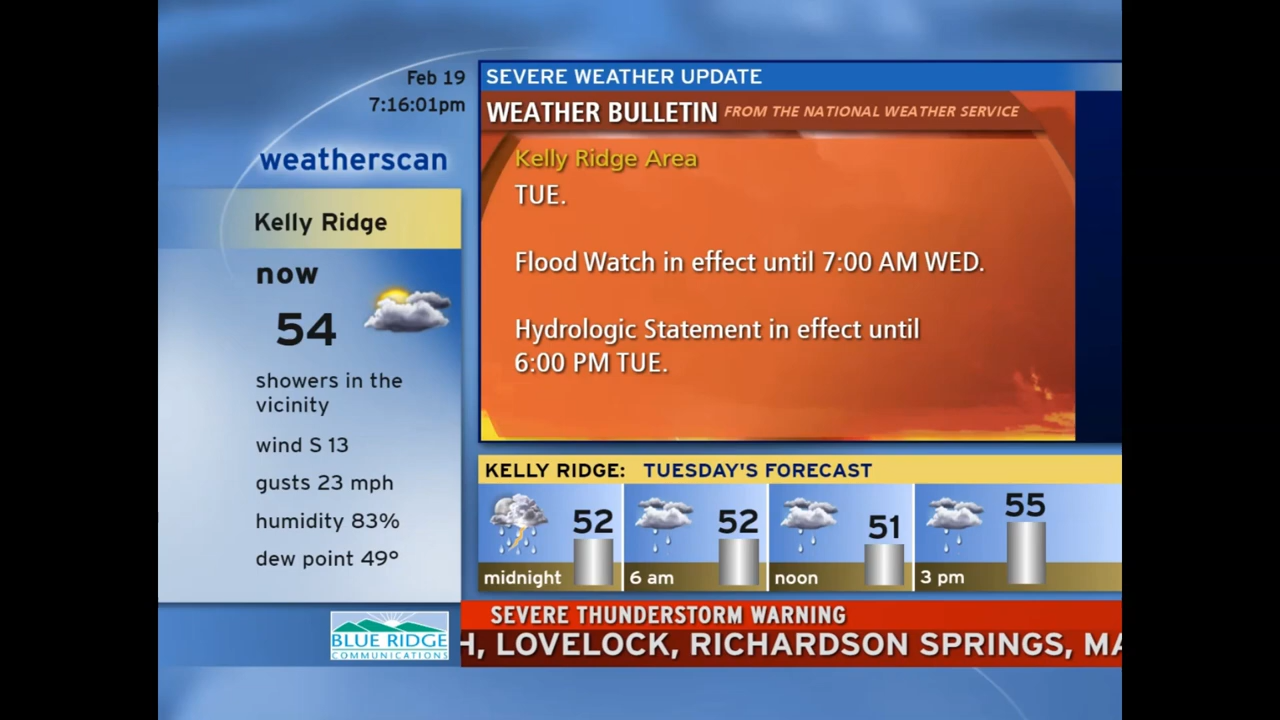 Feb 19
7:16:01pm
weatherscan
Kelly Ridge
now
54
showers in the
vicinity
wind S 13
gusts 23 mph
humidity 83%
dew point 49°
SEVERE WEATHER UPDATE
WEATHER BULLETIN FROM THE NATIONAL WEATHER SERVICE
Kelly Ridge Area
TUE.
Flood Watch in effect until 7:00 AM WED.
Hydrologic Statement in effect until
6:00 PM TUE.
KELLY RIDGE: TUESDAY'S FORECAST
52 52 51 55
midnight 6 am noon 3 pm
BLUE RIDGE
COMMUNICATIONS
SEVERE THUNDERSTORM WARNING
H, LOVELOCK, RICHARDSON SPRINGS, MA